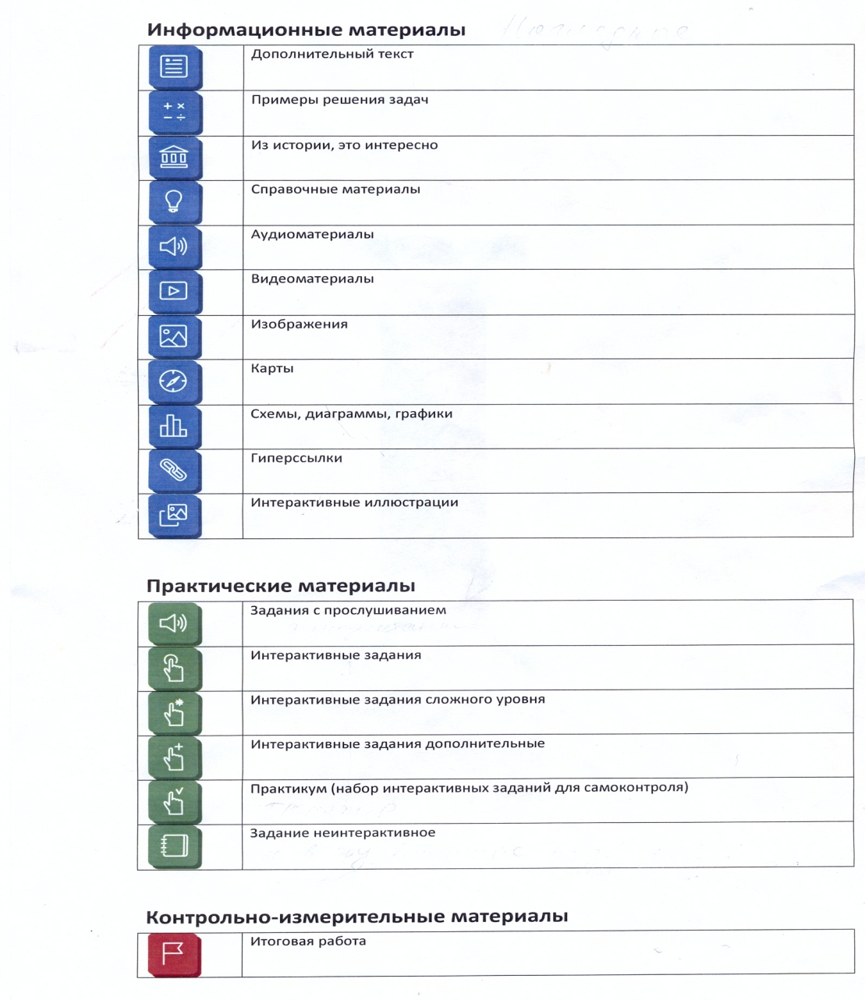 Информационные материалы
Дополнительный текст
Примеры решения задач
Из истории, это интересно
Справочные материалы
Аудиоматериалы
Видеоматериалы
Изображения
Карты
Схемы, диаграммы, графики
Гиперссылки
Интерактивные иллюстрации
Практические материалы
Задания с прослушиванием
Интерактивные задания
Интерактивные задания сложного уровня
Интерактивные задания дополнительные
Практикум (набор интерактивных заданий для самоконтроля)
Задание неинтерактивное
Контрольно-измерительные материалы
Итоговая работа